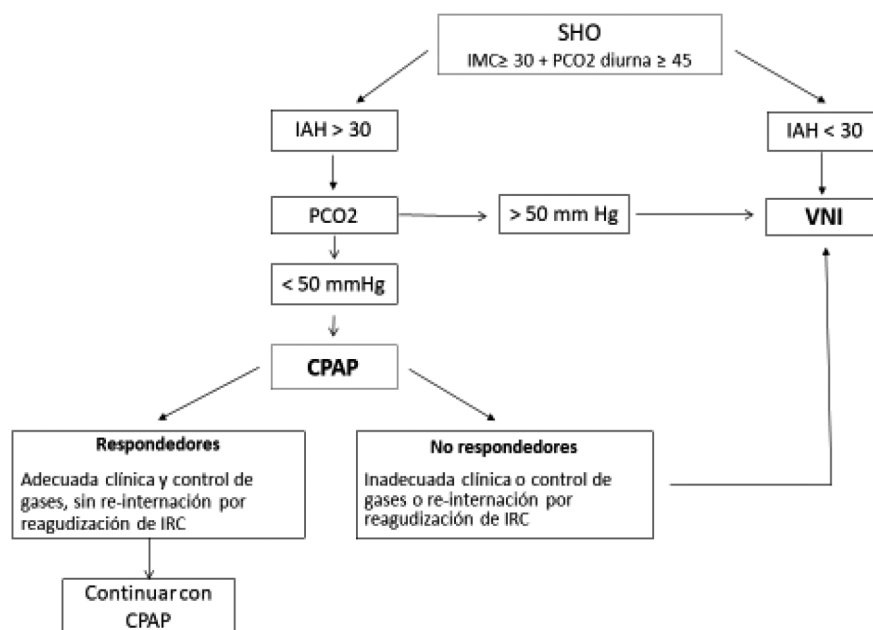 SHO
IMC≥ 30 + PCO2 diurna ≥ 45
IAH > 30
IAH < 30
PCO2
> 50 mm Hg
VNI
< 50 mmHg
CPAP
Respondedores
Adecuada clínica y control de
gases, sin re-internación por
reagudización de IRC
No respondedores
Inadecuada clínica o control de
gases o re-internación por
reagudización de IRC
Continuar con
CPAP